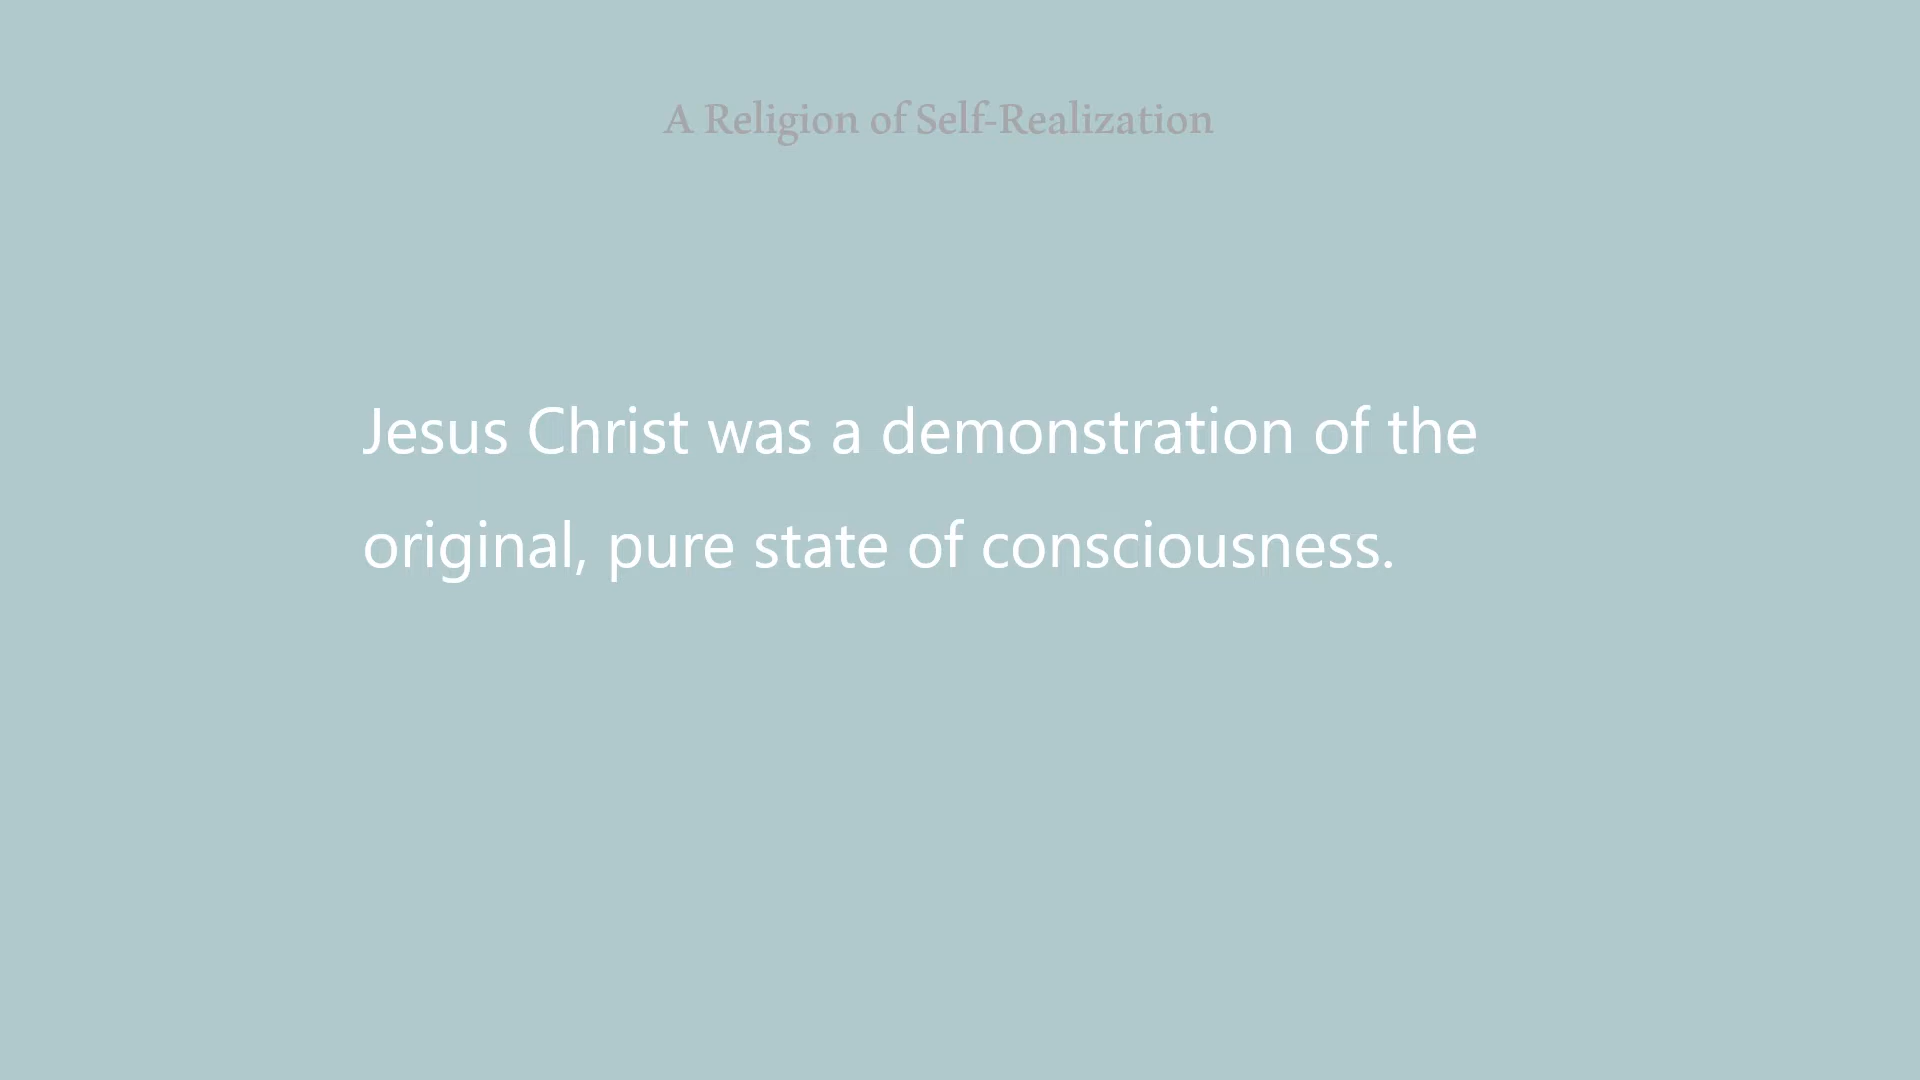 A Religion of Self-Realization
Jesus Christ was a demonstration of the
original, pure state of consciousness.